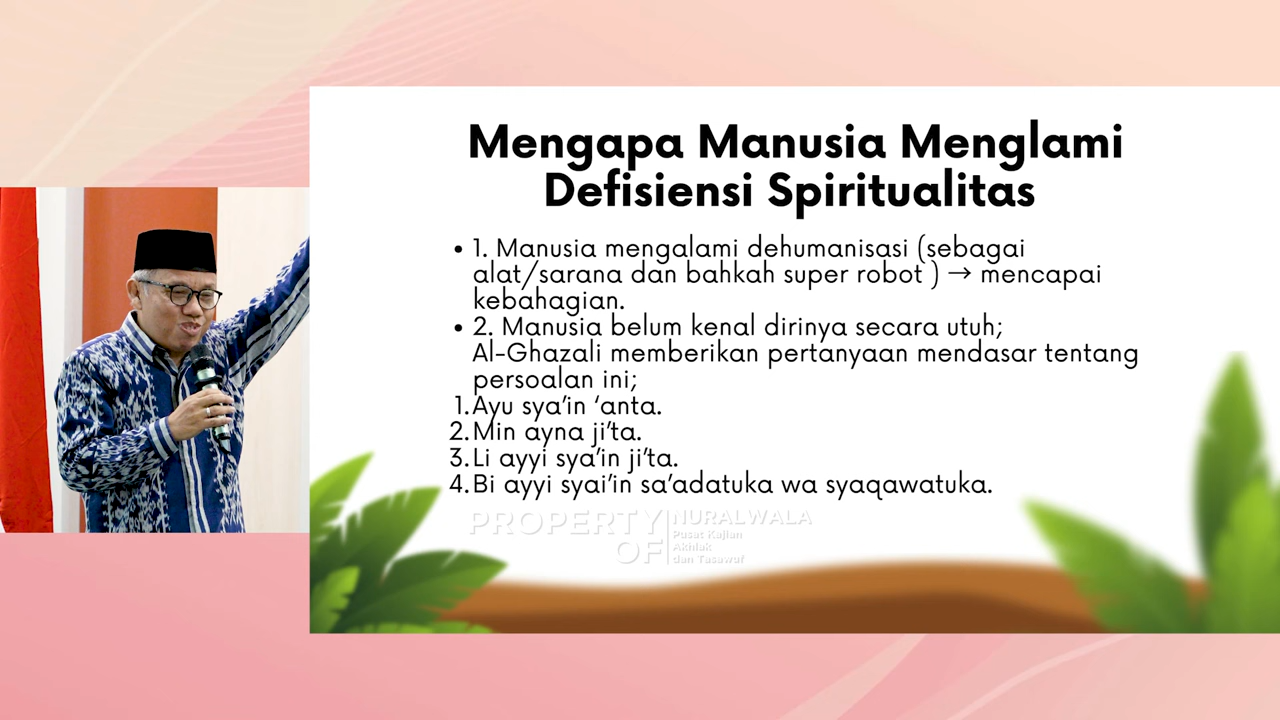 Mengapa Manusia Menglami
Defisiensi Spiritualitas
• 1. Manusia mengalami dehumanisasi (sebagai
alat/sarana dan bahkah super robot ) → mencapai
kebahagian.
• 2. Manusia belum kenal dirinya secara utuh;
Al-Ghazali memberikan pertanyaan mendasar tentang
persoalan ini;
1. Ayu sya’in ‘anta.
2. Min ayna ji’ta.
3. Li ayyi sya’in ji’ta.
4. Bi ayyi syai’in sa’adatuka wa syaqawatuka.
PROPERTY
OF
NURALWALA
Pusat Kajian
Akhlak
dan Tasawaf